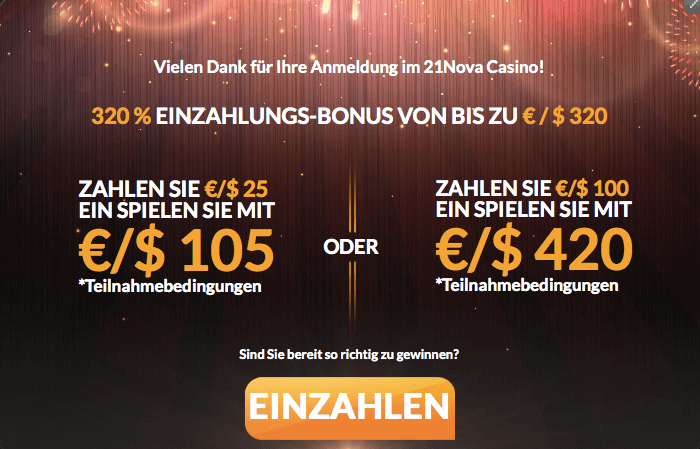 Vielen Dank für Ihre Anmeldung im 21Nova Casino!
320 % EINZAHLUNGS-BONUS VON BIS ZU € / $ 320
ZAHLEN SIE €/$ 25
EIN SPIELEN SIE MIT
€/$ 105
*Teilnahmebedingungen
ODER
ZAHLEN SIE €/$ 100
EIN SPIELEN SIE MIT
€/$ 420
*Teilnahmebedingungen
Sind Sie bereit so richtig zu gewinnen?
EINZAHLEN